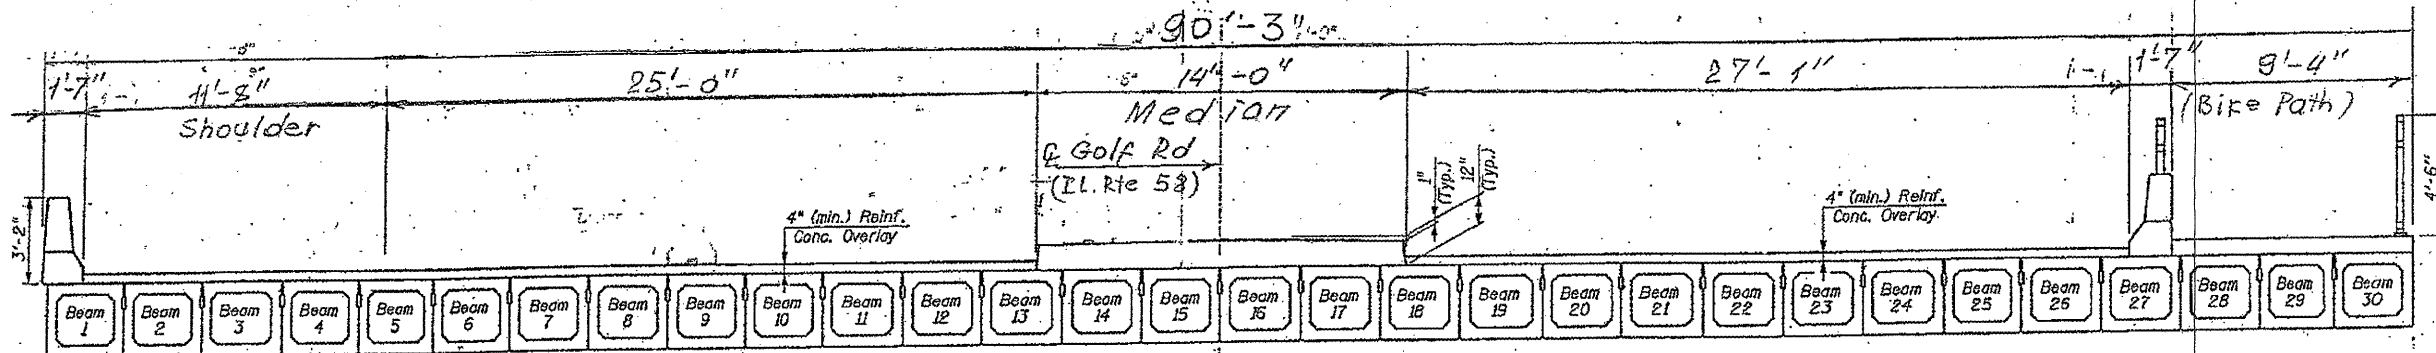 90'-3"
1'-7"
11'-8"
25'-0"
14'-0"
27'-1"
1'-7"
9'-4"
Shoulder
Median
(Bike Path)
℄ Golf Rd
(IL. Rte 58)
1"
(Typ.)
12"
(Typ.)
3'-2"
4" (min.) Reinf.
Conc. Overlay
4" (min.) Reinf.
Conc. Overlay
4'-6"
Beam
1
Beam
2
Beam
3
Beam
4
Beam
5
Beam
6
Beam
7
Beam
8
Beam
9
Beam
10
Beam
11
Beam
12
Beam
13
Beam
14
Beam
15
Beam
16
Beam
17
Beam
18
Beam
19
Beam
20
Beam
21
Beam
22
Beam
23
Beam
24
Beam
25
Beam
26
Beam
27
Beam
28
Beam
29
Beam
30